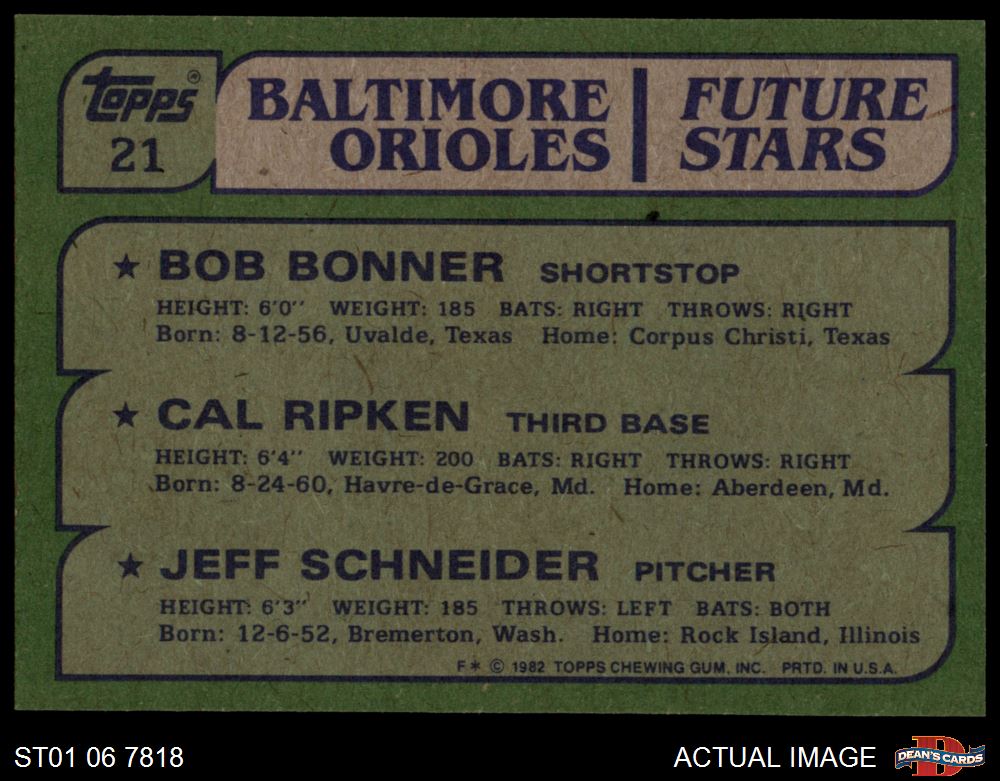 topps®
21
BALTIMORE
ORIOLES
FUTURE
STARS
★ BOB BONNER SHORTSTOP
HEIGHT: 6'0'' WEIGHT: 185 BATS: RIGHT THROWS: RIGHT
Born: 8-12-56, Uvalde, Texas Home: Corpus Christi, Texas
★ CAL RIPKEN THIRD BASE
HEIGHT: 6'4'' WEIGHT: 200 BATS: RIGHT THROWS: RIGHT
Born: 8-24-60, Havre-de-Grace, Md. Home: Aberdeen, Md.
★ JEFF SCHNEIDER PITCHER
HEIGHT: 6'3'' WEIGHT: 185 THROWS: LEFT BATS: BOTH
Born: 12-6-52, Bremerton, Wash. Home: Rock Island, Illinois
F* © 1982 TOPPS CHEWING GUM, INC. PRTD. IN U.S.A.
ST01 06 7818
ACTUAL IMAGE
D
DEAN'S CARDS